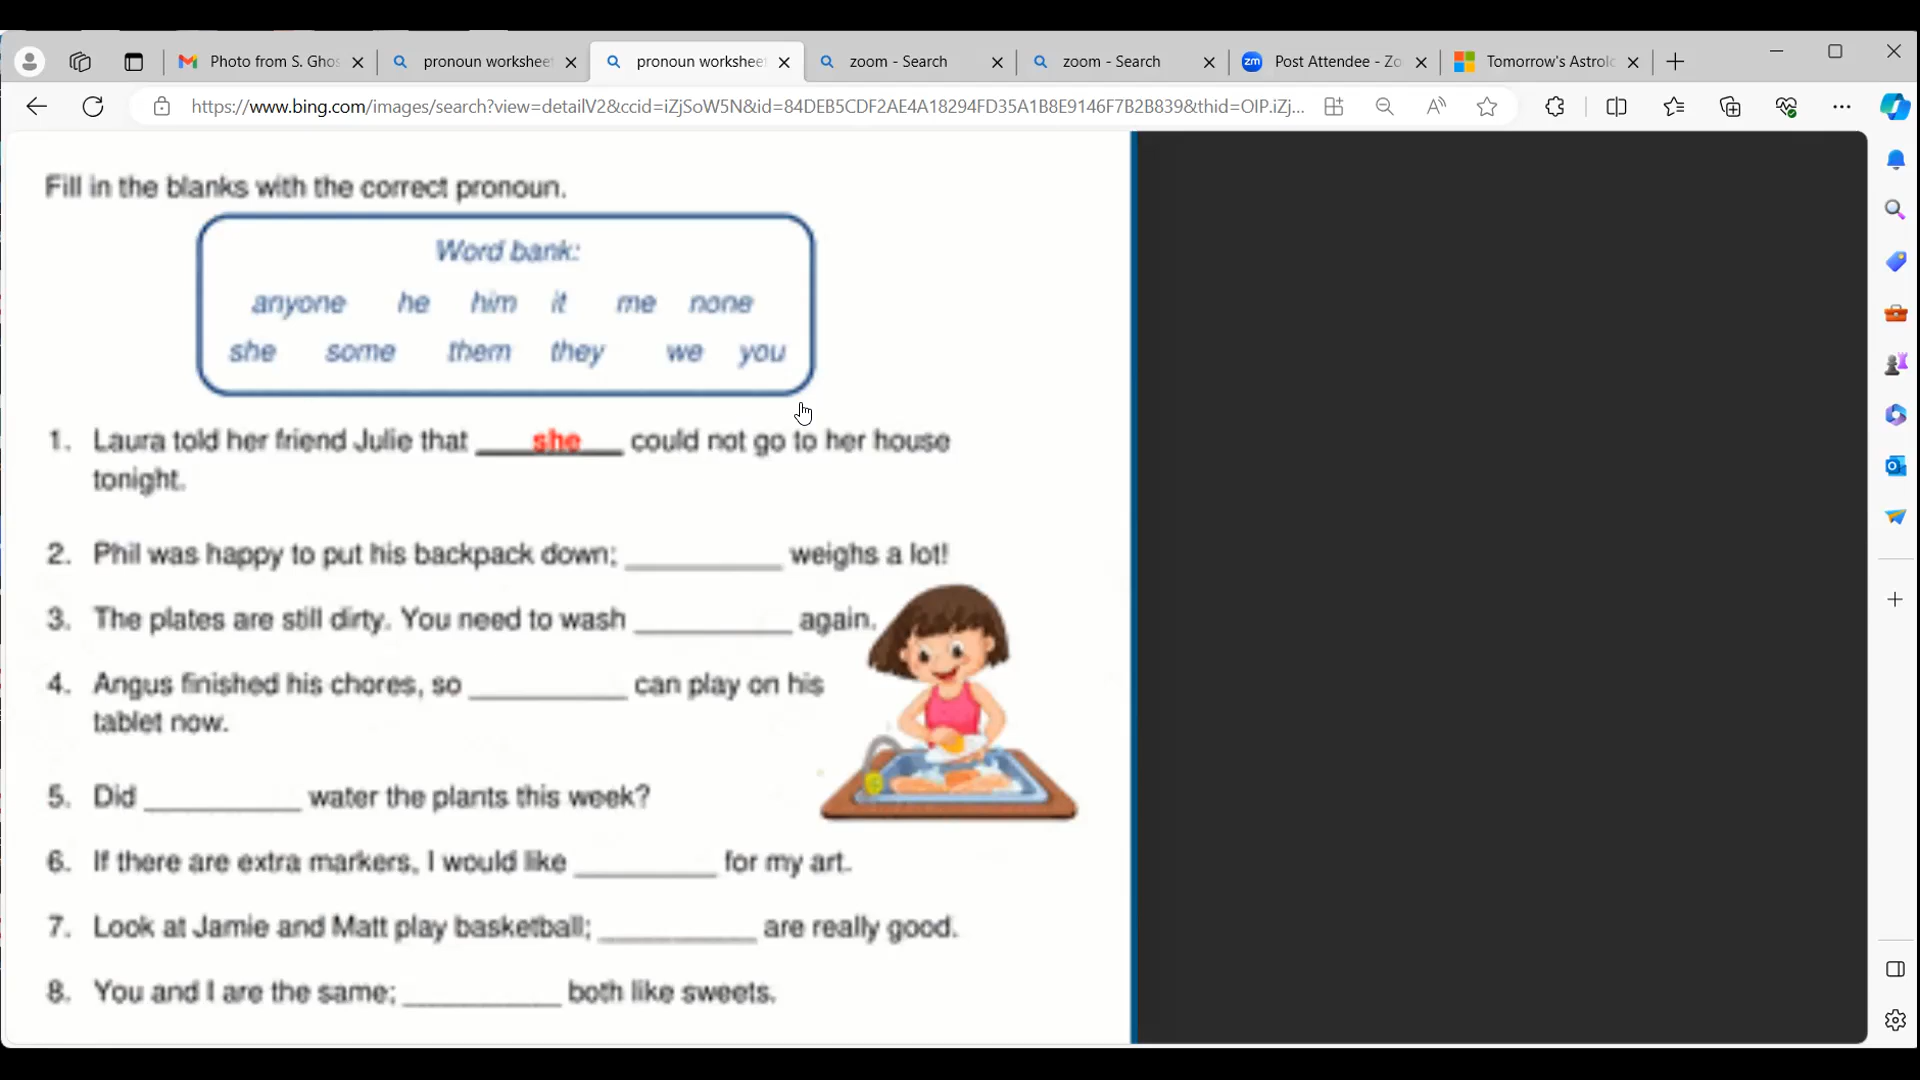 Photo from S. Ghos
pronoun workshee
pronoun workshee
zoom - Search
zoom - Search
zm
Post Attendee - Zo
Tomorrow's Astrolo
https://www.bing.com/images/search?view=detailV2&ccid=iZjSoW5N&id=84DEB5CDF2AE4A18294FD35A1B8E9146F7B2B839&thid=OIP.iZj...
Fill in the blanks with the correct pronoun.
Word bank:
anyone he him it me none
she some them they we you
1. Laura told her friend Julie that ____she____ could not go to her house
tonight.
2. Phil was happy to put his backpack down; __________ weighs a lot!
3. The plates are still dirty. You need to wash __________ again.
4. Angus finished his chores, so __________ can play on his
tablet now.
5. Did __________ water the plants this week?
6. If there are extra markers, I would like __________ for my art.
7. Look at Jamie and Matt play basketball; __________ are really good.
8. You and I are the same; __________ both like sweets.